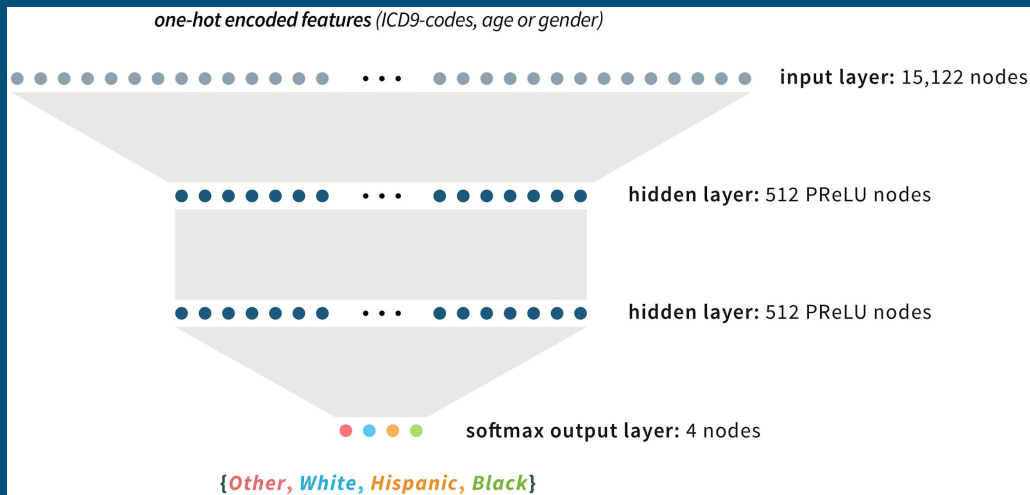 one-hot encoded features (ICD9-codes, age or gender)
input layer: 15,122 nodes
hidden layer: 512 PReLU nodes
hidden layer: 512 PReLU nodes
softmax output layer: 4 nodes
{Other, White, Hispanic, Black}